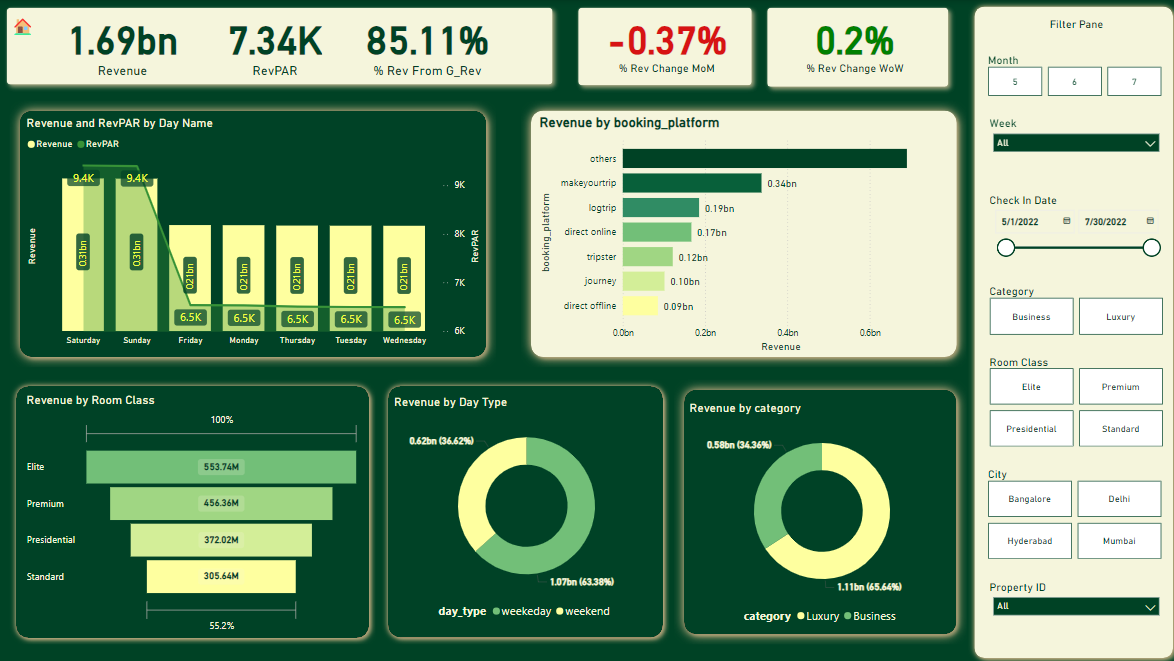 1.69bn
Revenue
7.34K
RevPAR
85.11%
% Rev From G_Rev
-0.37%
% Rev Change MoM
0.2%
% Rev Change WoW
Revenue and RevPAR by Day Name
Revenue RevPAR
9.4K 9.4K
9K
8K
7K
6K
Revenue
RevPAR
0.31bn 0.31bn 0.21bn 0.21bn 0.21bn 0.21bn 0.21bn
6.5K 6.5K 6.5K 6.5K 6.5K
Saturday Sunday Friday Monday Thursday Tuesday Wednesday
Revenue by booking_platform
booking_platform
others
makeyourtrip 0.34bn
logtrip 0.19bn
direct online 0.17bn
tripster 0.12bn
journey 0.10bn
direct offline 0.09bn
0.0bn 0.2bn 0.4bn 0.6bn
Revenue
Revenue by Room Class
100%
Elite 553.74M
Premium 456.36M
Presidential 372.02M
Standard 305.64M
55.2%
Revenue by Day Type
0.62bn (36.62%)
1.07bn (63.38%)
day_type weekeday weekend
Revenue by category
0.58bn (34.36%)
1.11bn (65.64%)
category Luxury Business
Filter Pane
Month
5 6 7
Week
All
Check In Date
5/1/2022 7/30/2022
Category
Business Luxury
Room Class
Elite Premium
Presidential Standard
City
Bangalore Delhi
Hyderabad Mumbai
Property ID
All